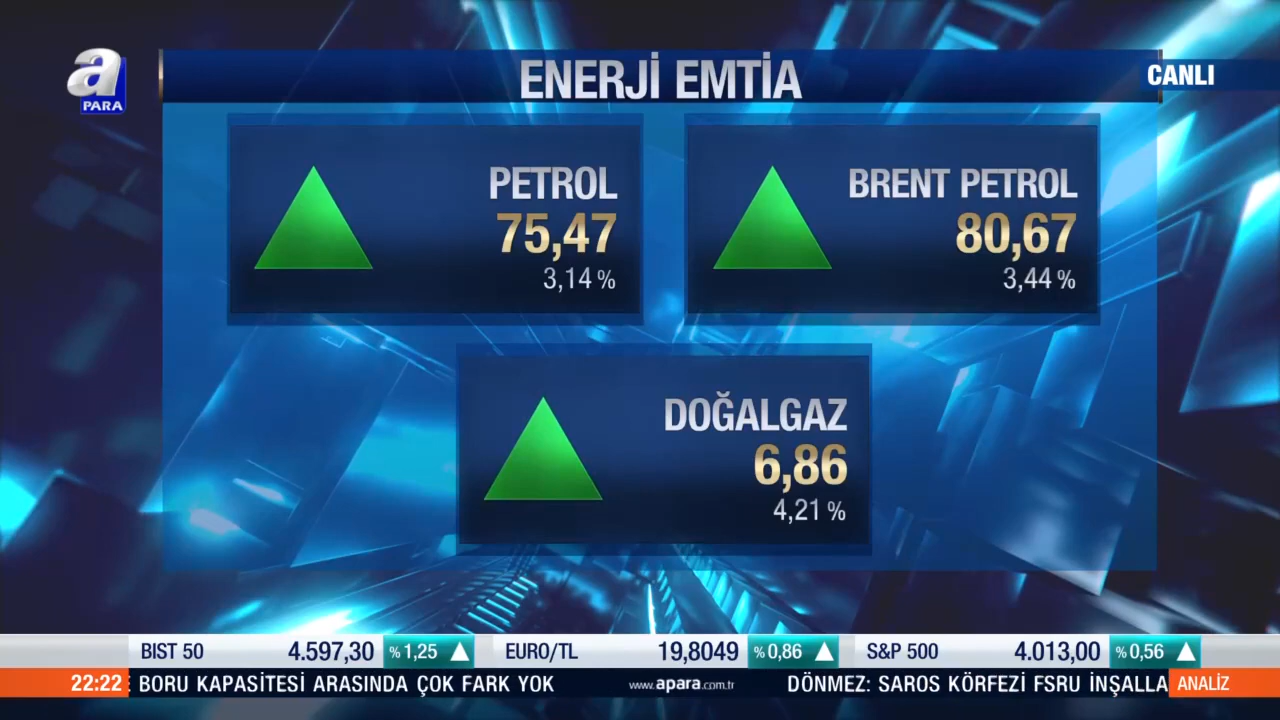 a
PARA
ENERJİ EMTİA
CANLI
PETROL
75,47
3,14 %
BRENT PETROL
80,67
3,44 %
DOĞALGAZ
6,86
4,21 %
BIST 50 4.597,30 %1,25 EURO/TL 19,8049 %0,86 S&P 500 4.013,00 %0,56
22:22 BORU KAPASİTESİ ARASINDA ÇOK FARK YOK www.apara.com.tr DÖNMEZ: SAROS KÖRFEZİ FSRU İNŞALLA ANALİZ